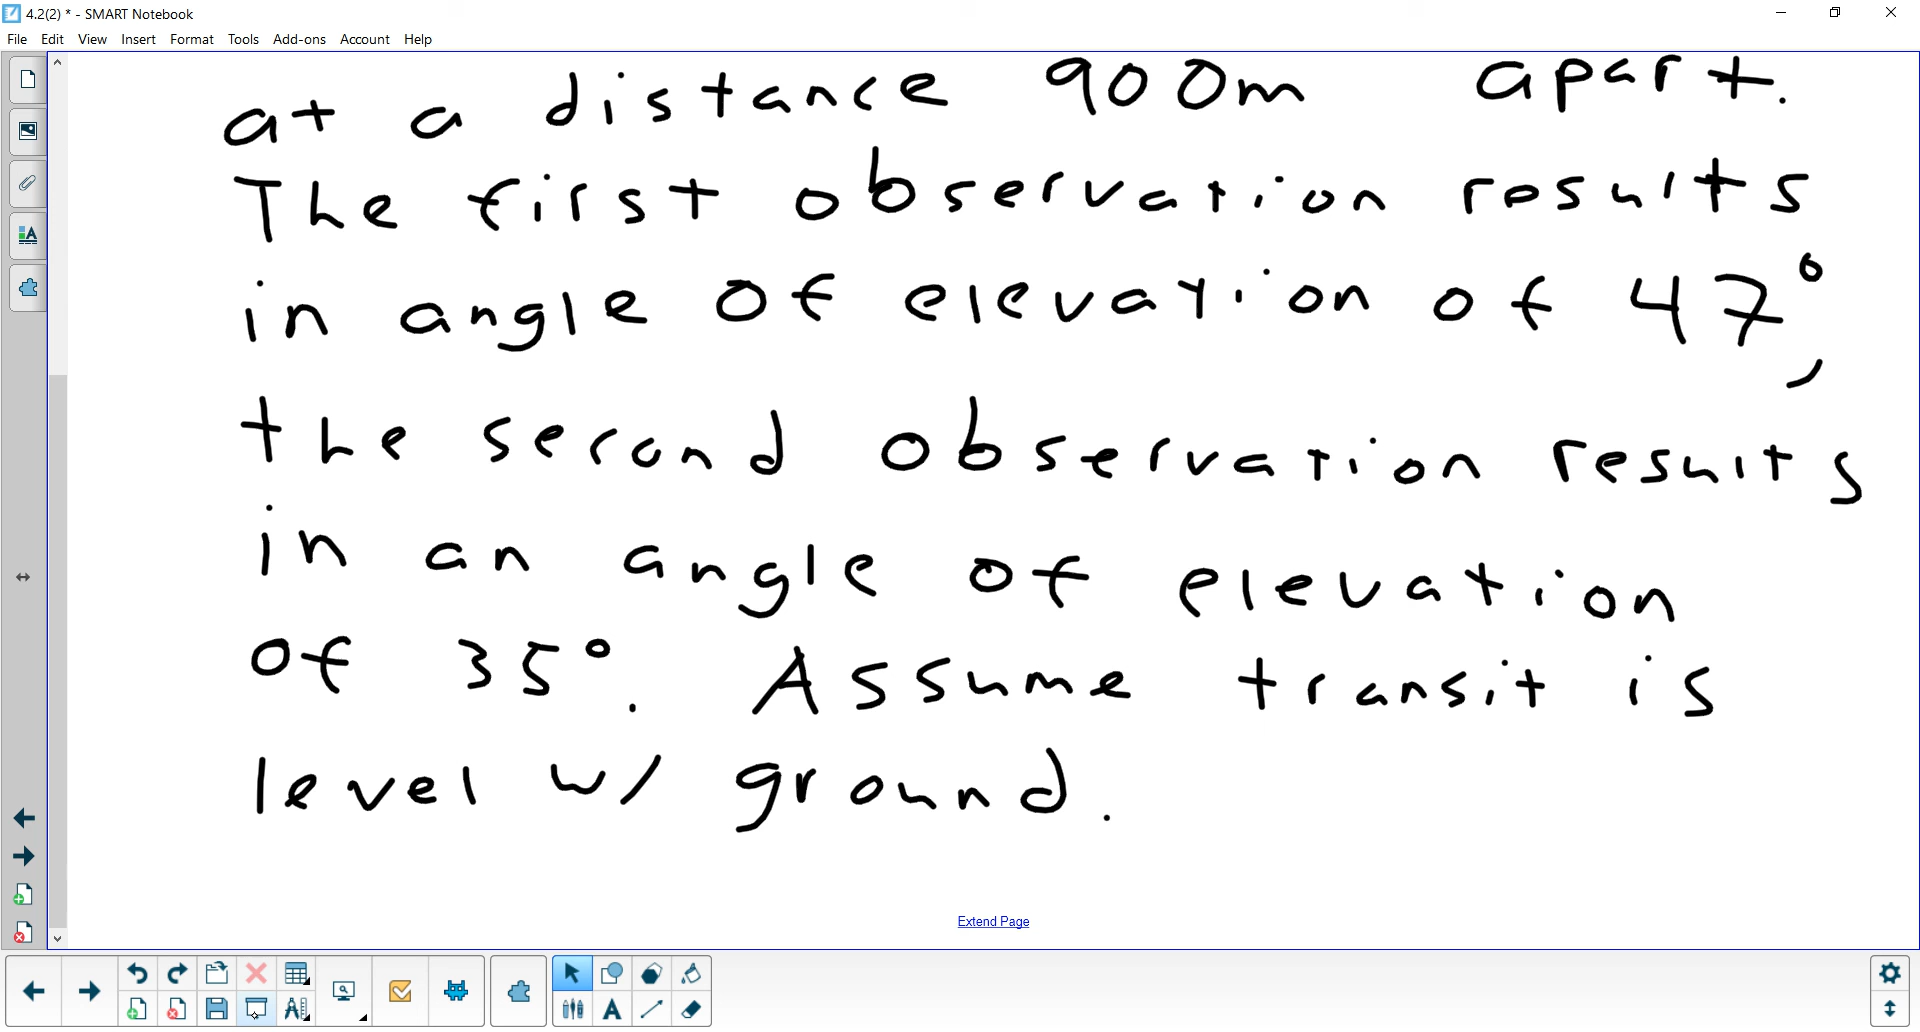 4.2(2) * - SMART Notebook
File Edit View Insert Format Tools Add-ons Account Help
at a distance 900m apart.
The first observation results
in angle of elevation of 47°,
the second observation results
in an angle of elevation
of 35°. Assume transit is
level w/ ground.
Extend Page